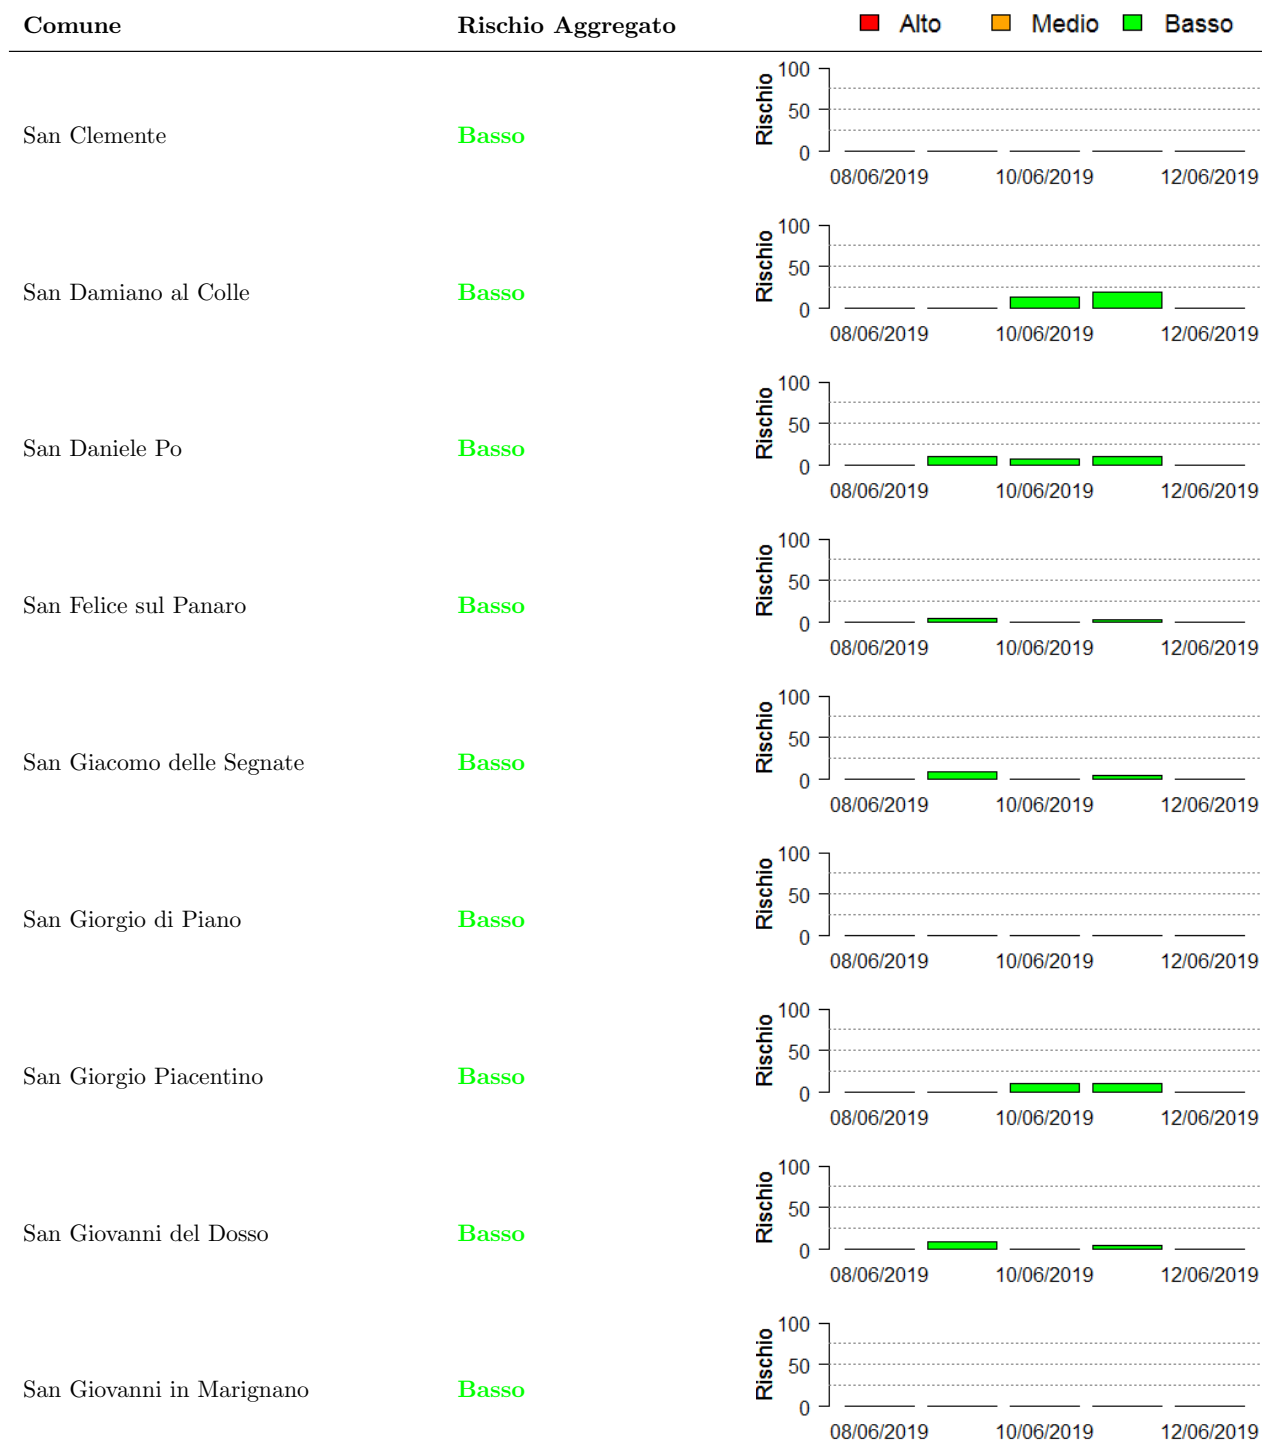 Comune Rischio Aggregato Alto Medio Basso
San Clemente Basso
Rischio
100
50
0
08/06/2019 10/06/2019 12/06/2019
San Damiano al Colle Basso
Rischio
100
50
0
08/06/2019 10/06/2019 12/06/2019
San Daniele Po Basso
Rischio
100
50
0
08/06/2019 10/06/2019 12/06/2019
San Felice sul Panaro Basso
Rischio
100
50
0
08/06/2019 10/06/2019 12/06/2019
San Giacomo delle Segnate Basso
Rischio
100
50
0
08/06/2019 10/06/2019 12/06/2019
San Giorgio di Piano Basso
Rischio
100
50
0
08/06/2019 10/06/2019 12/06/2019
San Giorgio Piacentino Basso
Rischio
100
50
0
08/06/2019 10/06/2019 12/06/2019
San Giovanni del Dosso Basso
Rischio
100
50
0
08/06/2019 10/06/2019 12/06/2019
San Giovanni in Marignano Basso
Rischio
100
50
0
08/06/2019 10/06/2019 12/06/2019